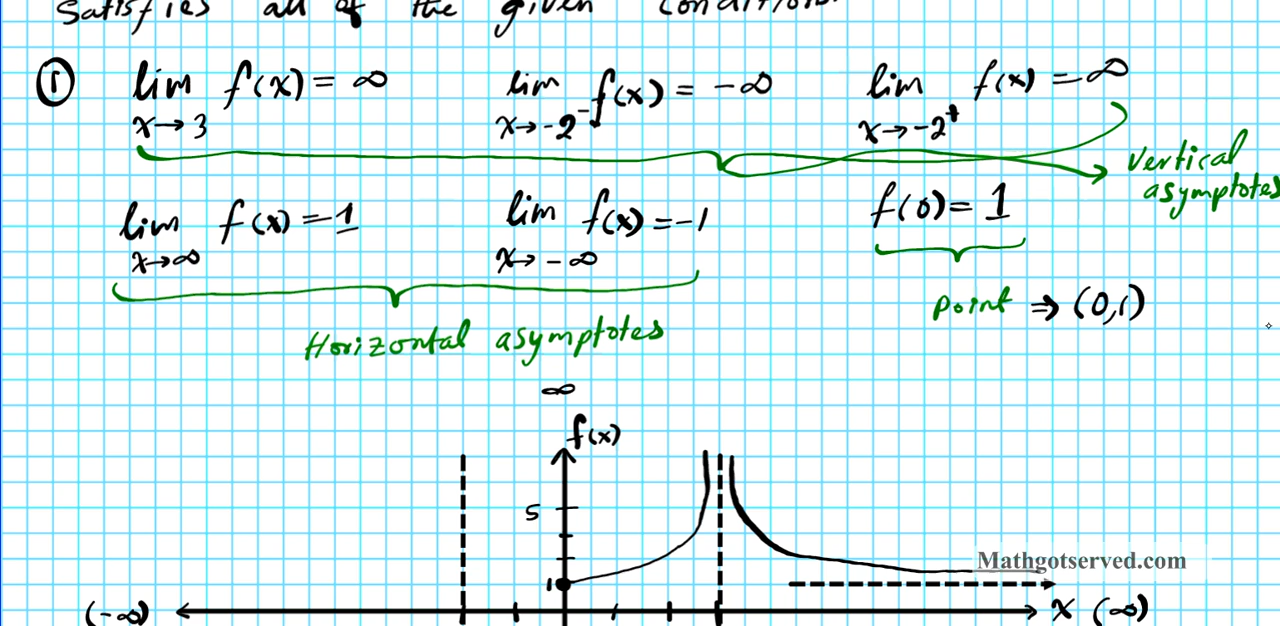 Satisfies all of the given conditions.
① lim x→3 f(x) = ∞ lim x→-2⁻ f(x) = -∞ lim x→-2⁺ f(x) = ∞
Vertical asymptotes
lim x→∞ f(x) = 1 lim x→-∞ f(x) = -1 f(0) = 1
Point ⇒ (0,1)
Horizontal asymptotes
∞
f(x)
5
Mathgotserved.com
1
(-∞) x (∞)